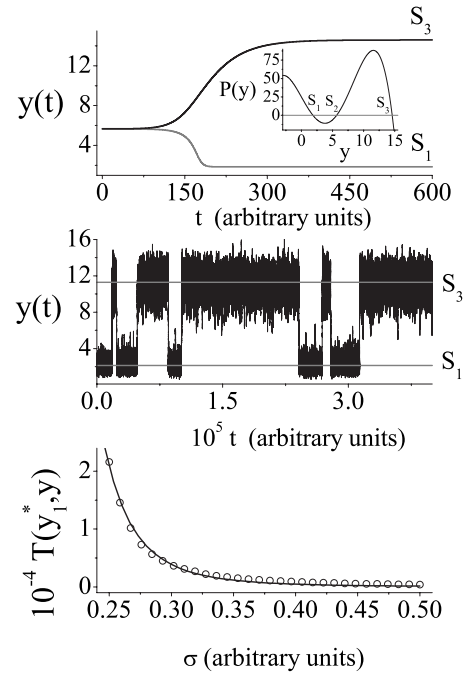 S3
12
8
4
y(t)
75
50
25
0
P(y)
S1 S2 S3
0 5 10 15
y
S1
0 150 300 450 600
t (arbitrary units)
16
12
8
4
y(t)
S3
S1
0.0 1.5 3.0
10^5 t (arbitrary units)
2
1
0
10^-4 T(y1*,y)
0.25 0.30 0.35 0.40 0.45 0.50
σ (arbitrary units)